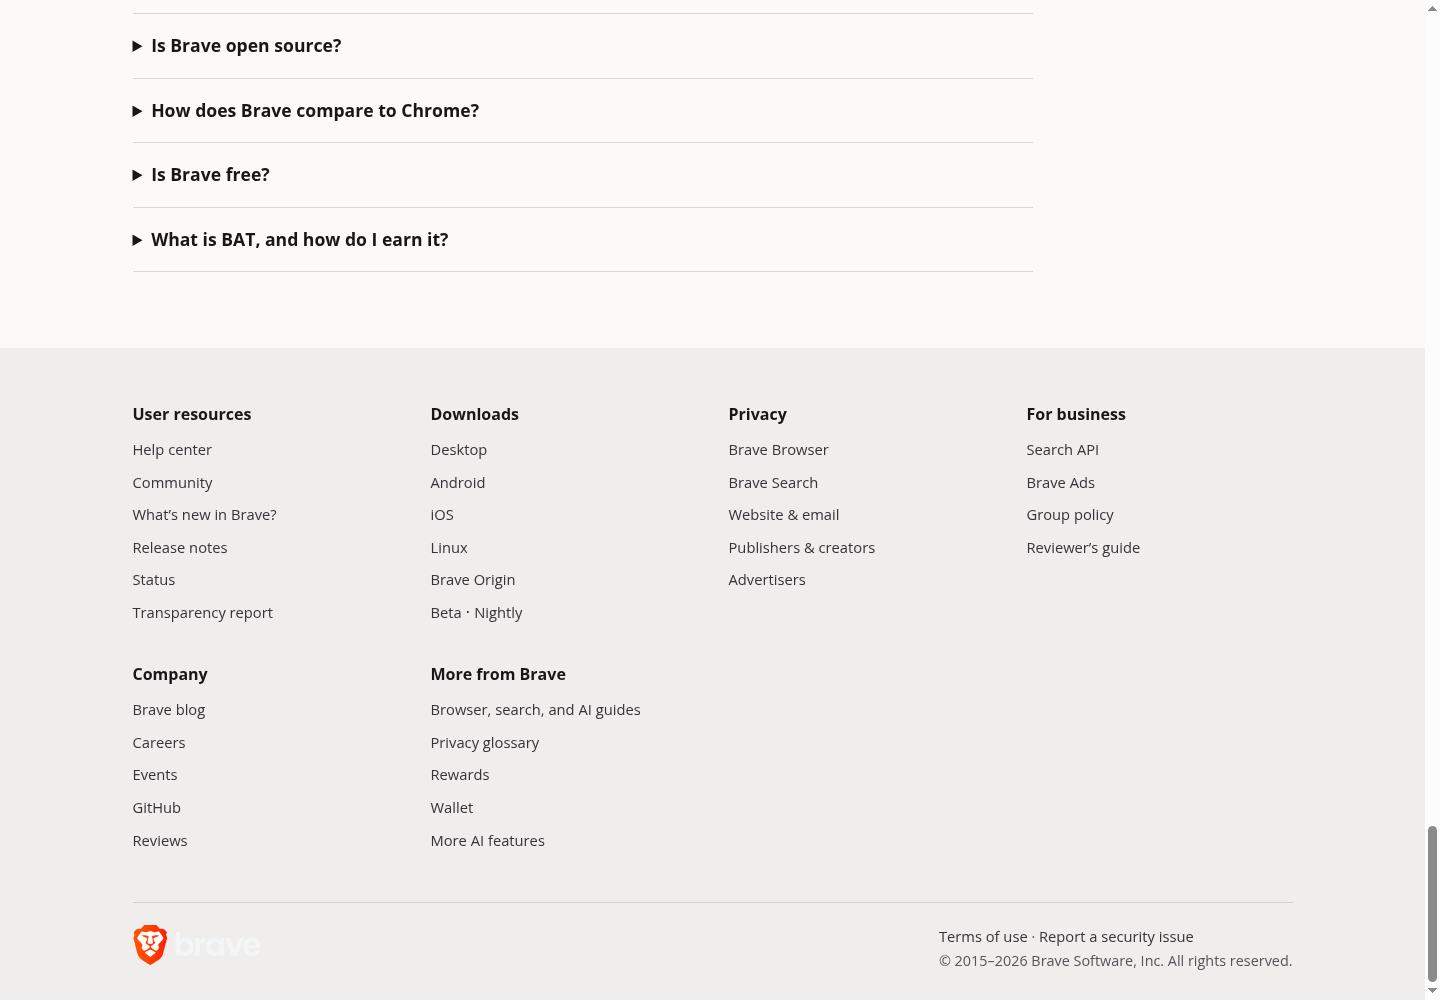 Is Brave open source?
How does Brave compare to Chrome?
Is Brave free?
What is BAT, and how do I earn it?
User resources
Help center
Community
What’s new in Brave?
Release notes
Status
Transparency report
Downloads
Desktop
Android
iOS
Linux
Brave Origin
Beta · Nightly
Privacy
Brave Browser
Brave Search
Website & email
Publishers & creators
Advertisers
For business
Search API
Brave Ads
Group policy
Reviewer’s guide
Company
Brave blog
Careers
Events
GitHub
Reviews
More from Brave
Browser, search, and AI guides
Privacy glossary
Rewards
Wallet
More AI features
brave
Terms of use · Report a security issue
© 2015–2026 Brave Software, Inc. All rights reserved.